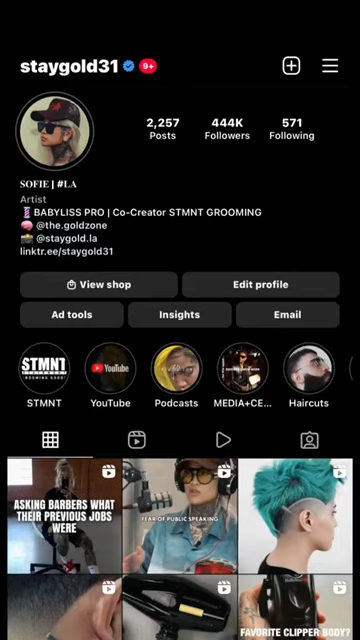 staygold31 9+
2,257 444K 571
Posts Followers Following
𝐒𝐎𝐅𝐈𝐄 | #𝐋𝐀
Artist
💈BABYLISS PRO | Co-Creator STMNT GROOMING
🧠 @the.goldzone
📸 @staygold.la
linktr.ee/staygold31
View shop Edit profile
Ad tools Insights Email
STMNT
YouTube
STMNT YouTube Podcasts MEDIA+CE... Haircuts
ASKING BARBERS WHAT
THEIR PREVIOUS JOBS
WERE
FEAR OF PUBLIC SPEAKING
FAVORITE CLIPPER BODY?